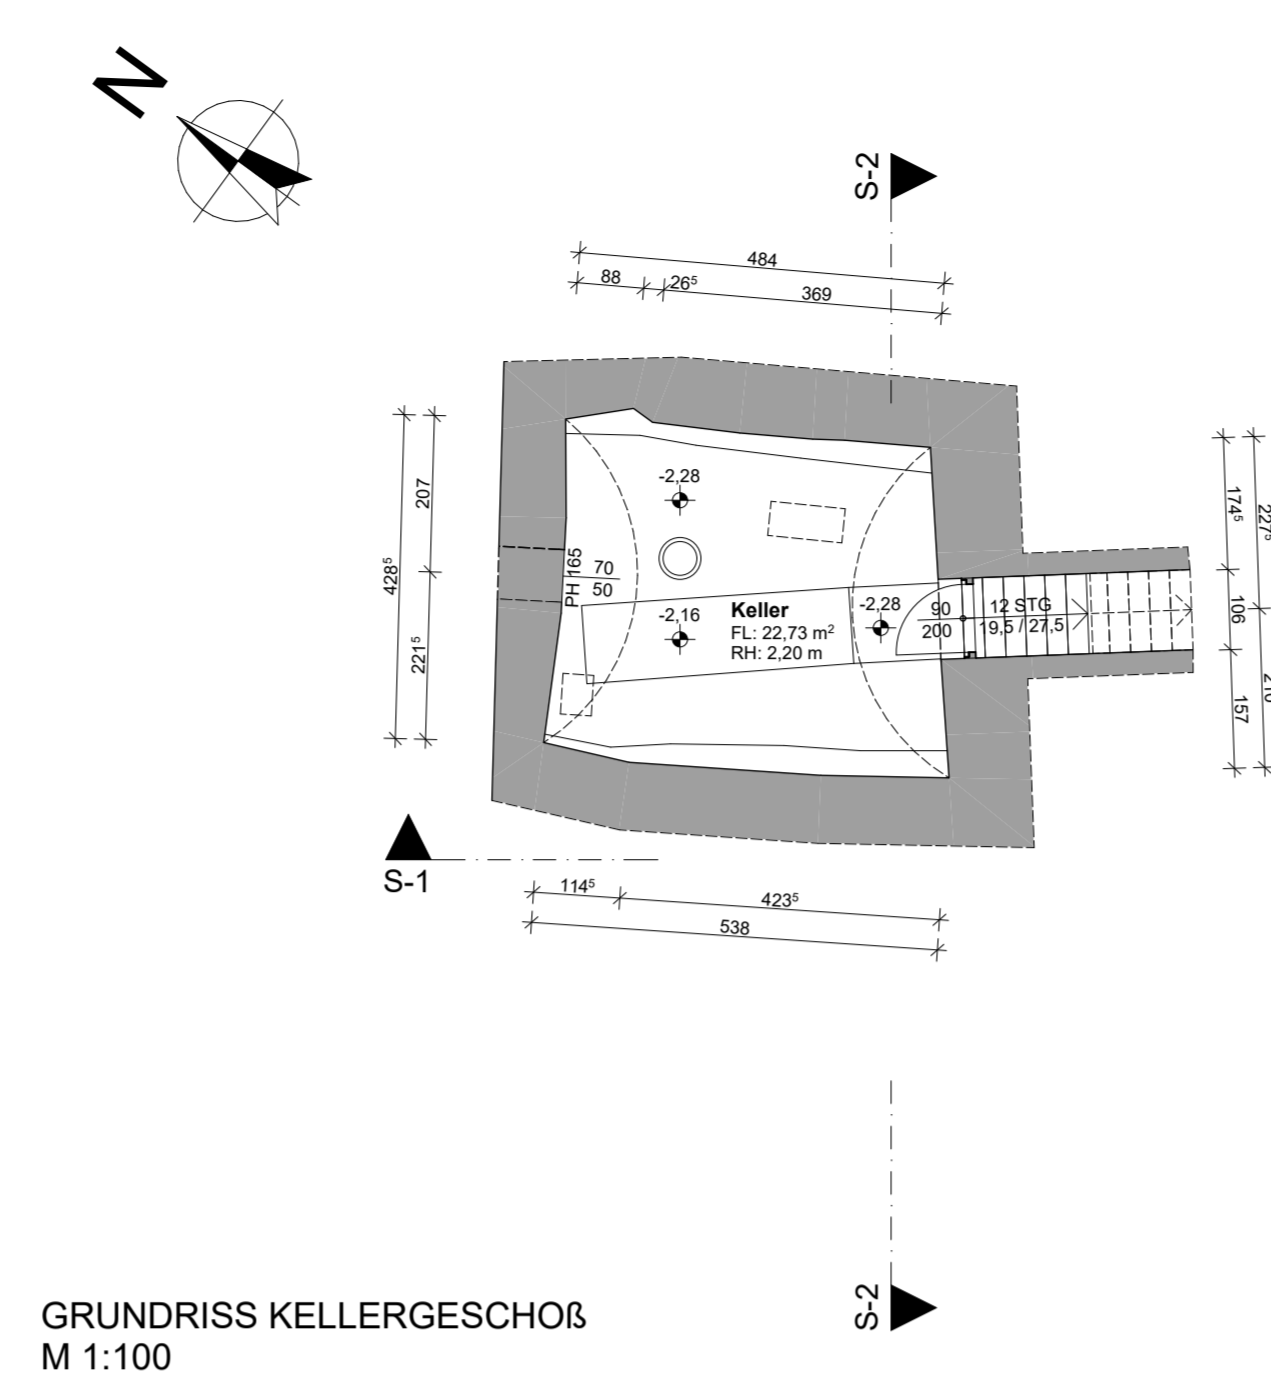 N
S-2
484
88
26⁵
369
207
428⁵
221⁵
-2,28
PH 165
70
50
-2,16
Keller
FL: 22,73 m²
RH: 2,20 m
-2,28
90
200
12 STG
19,5 / 27,5
174⁵
227⁵
106
157
S-1
114⁵
423⁵
538
S-2
GRUNDRISS KELLERGESCHOß
M 1:100